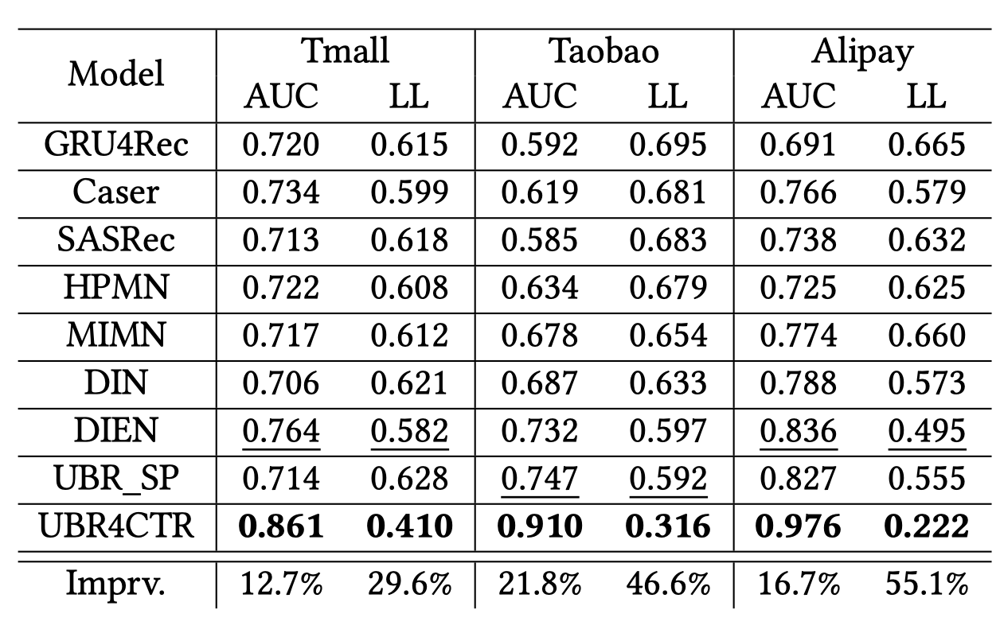 Model Tmall Taobao Alipay
AUC LL AUC LL AUC LL
GRU4Rec 0.720 0.615 0.592 0.695 0.691 0.665
Caser 0.734 0.599 0.619 0.681 0.766 0.579
SASRec 0.713 0.618 0.585 0.683 0.738 0.632
HPMN 0.722 0.608 0.634 0.679 0.725 0.625
MIMN 0.717 0.612 0.678 0.654 0.774 0.660
DIN 0.706 0.621 0.687 0.633 0.788 0.573
DIEN 0.764 0.582 0.732 0.597 0.836 0.495
UBR_SP 0.714 0.628 0.747 0.592 0.827 0.555
UBR4CTR 0.861 0.410 0.910 0.316 0.976 0.222
Imprv. 12.7% 29.6% 21.8% 46.6% 16.7% 55.1%